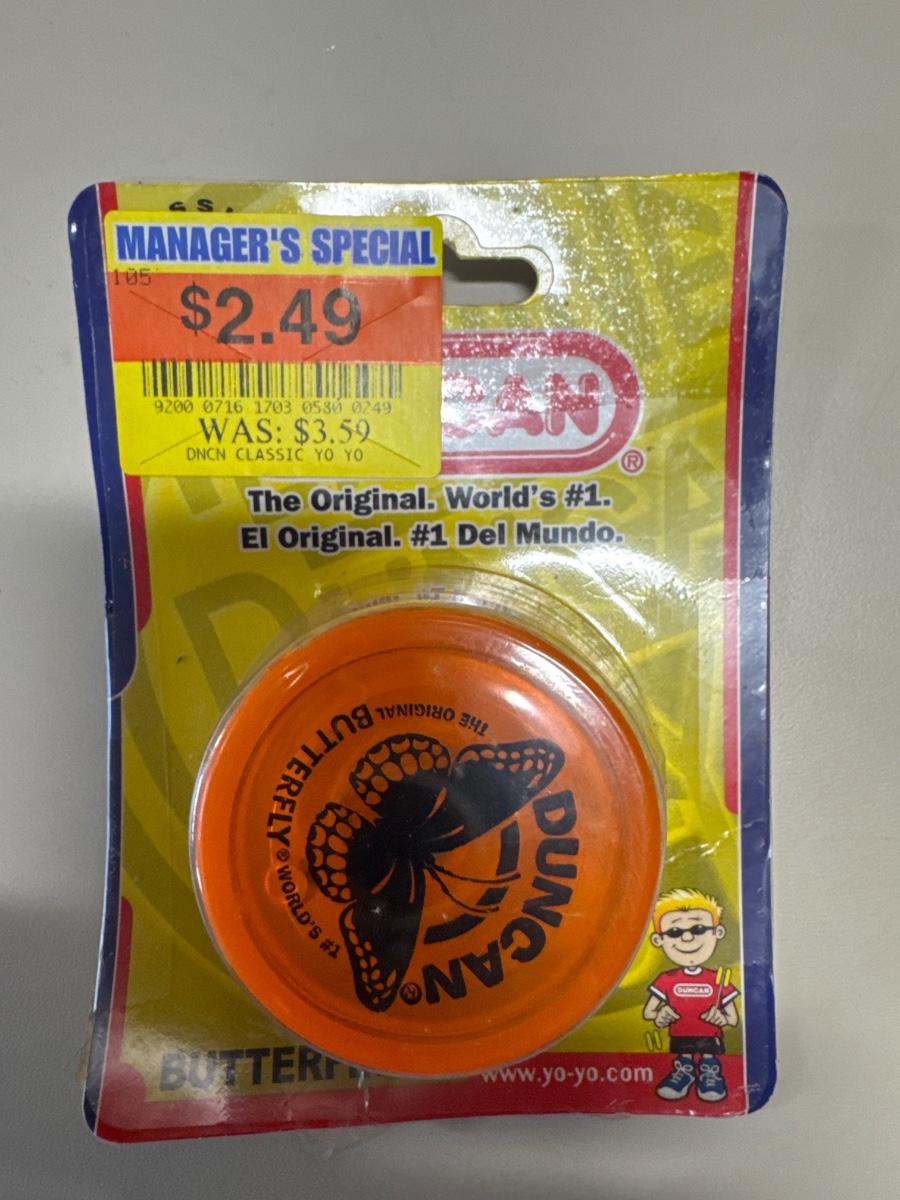 MANAGER'S SPECIAL
105
$2.49
9200 0716 1703 0580 0249
WAS: $3.59
DNCN CLASSIC YO YO
®
The Original. World's #1.
El Original. #1 Del Mundo.
THE ORIGINAL BUTTERFLY® WORLD'S #1
DUNCAN®
DUNCAN
www.yo-yo.com